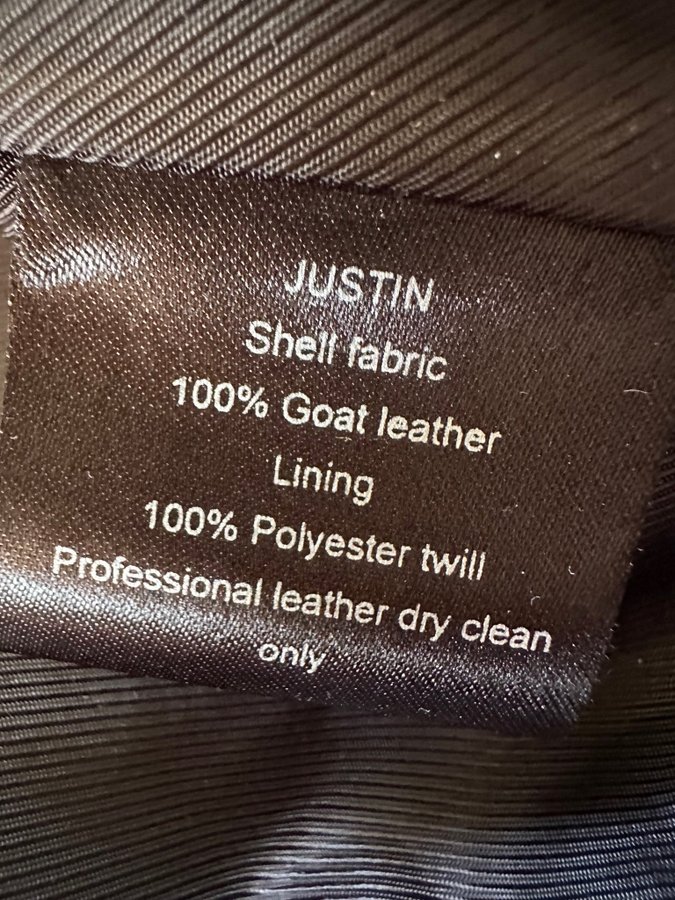 JUSTIN
Shell fabric
100% Goat leather
Lining
100% Polyester twill
Professional leather dry clean
only